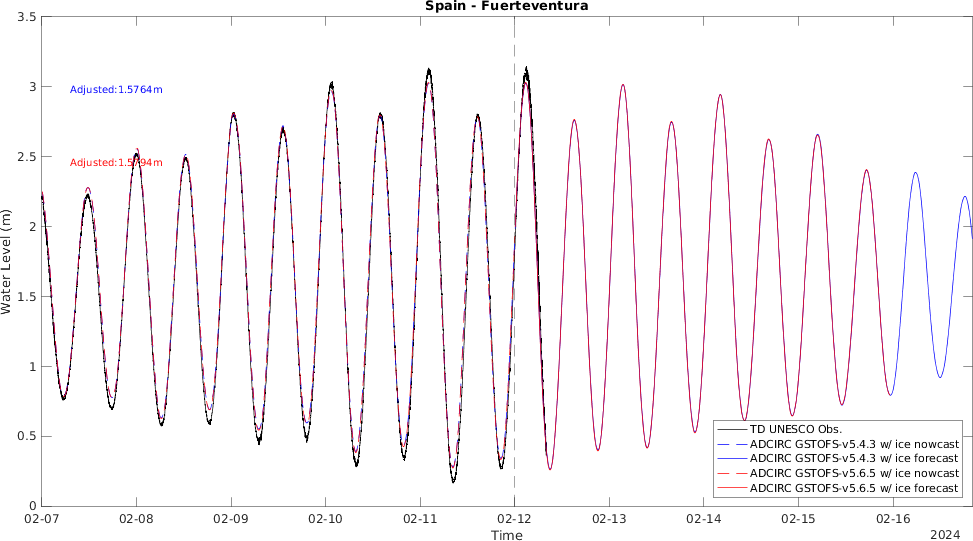 Spain - Fuerteventura
3.5
3
2.5
2
1.5
1
0.5
0
Water Level (m)
Adjusted:1.5764m
Adjusted:1.5794m
TD UNESCO Obs.
ADCIRC GSTOFS-v5.4.3 w/ ice nowcast
ADCIRC GSTOFS-v5.4.3 w/ ice forecast
ADCIRC GSTOFS-v5.6.5 w/ ice nowcast
ADCIRC GSTOFS-v5.6.5 w/ ice forecast
02-07 02-08 02-09 02-10 02-11 02-12 02-13 02-14 02-15 02-16
Time
2024